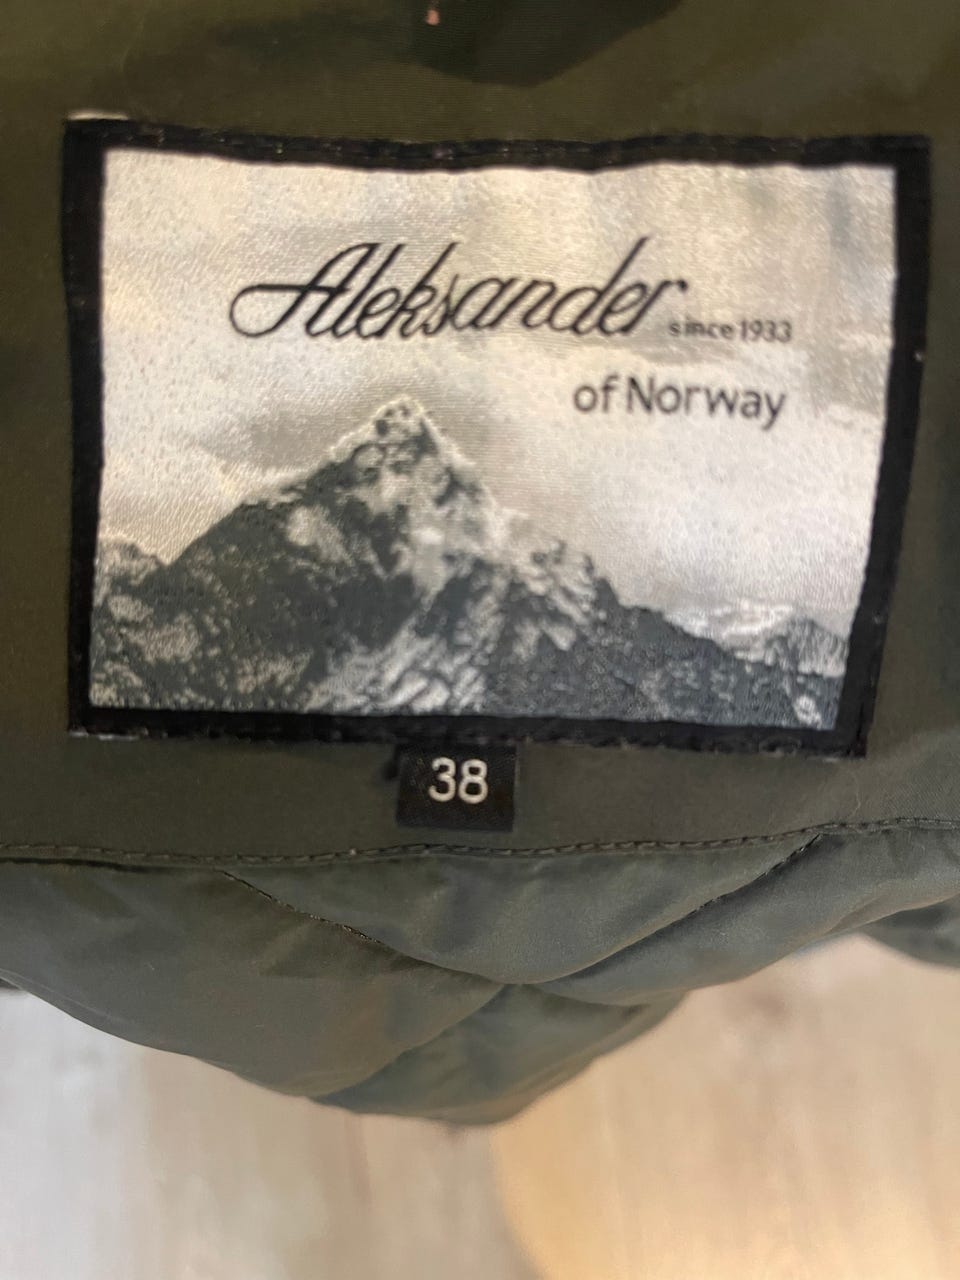 Aleksander since 1933
of Norway
38